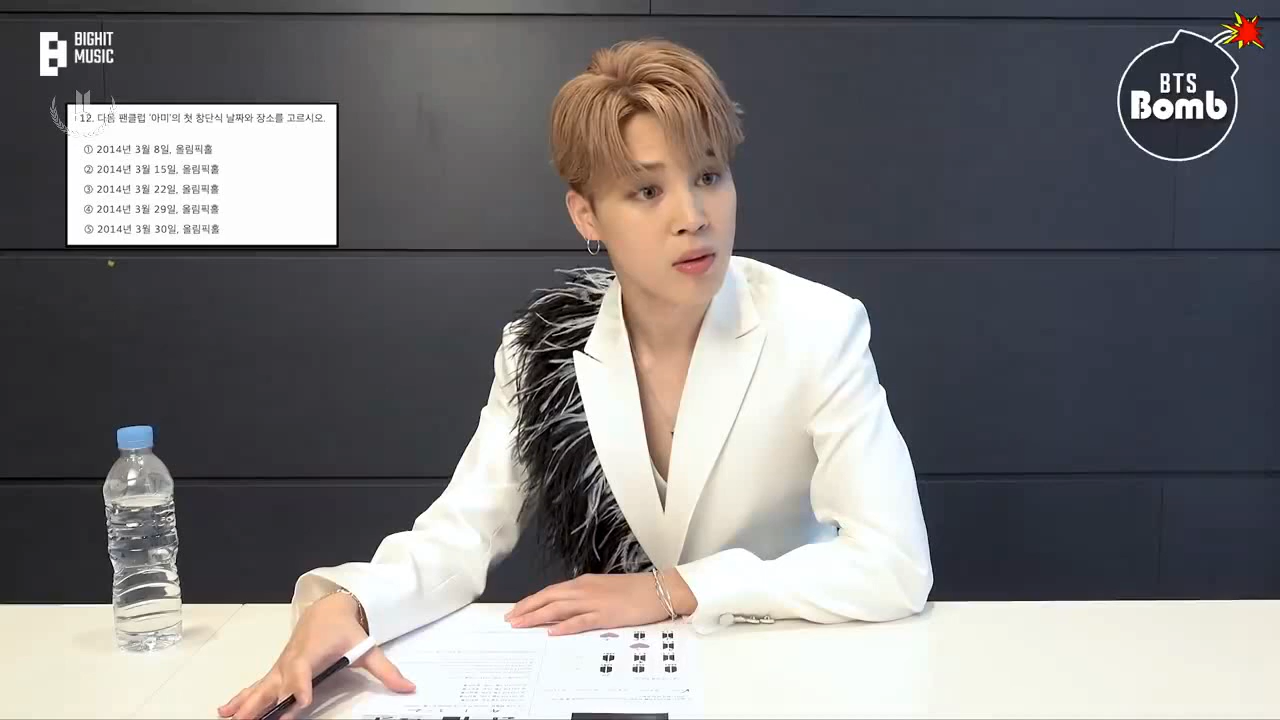 BIGHIT
MUSIC
BTS
Bomb
12. 다음 팬클럽 '아미'의 첫 창단식 날짜와 장소를 고르시오.
① 2014년 3월 8일, 올림픽홀
② 2014년 3월 15일, 올림픽홀
③ 2014년 3월 22일, 올림픽홀
④ 2014년 3월 29일, 올림픽홀
⑤ 2014년 3월 30일, 올림픽홀